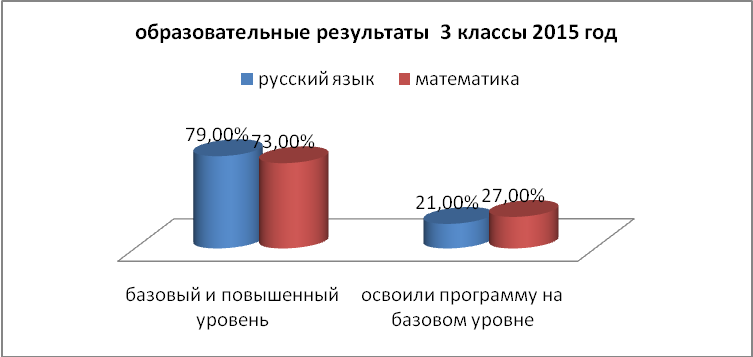 образовательные результаты 3 классы 2015 год
русский язык математика
79,00% 73,00%
21,00% 27,00%
базовый и повышенный
уровень
освоили программу на
базовом уровне